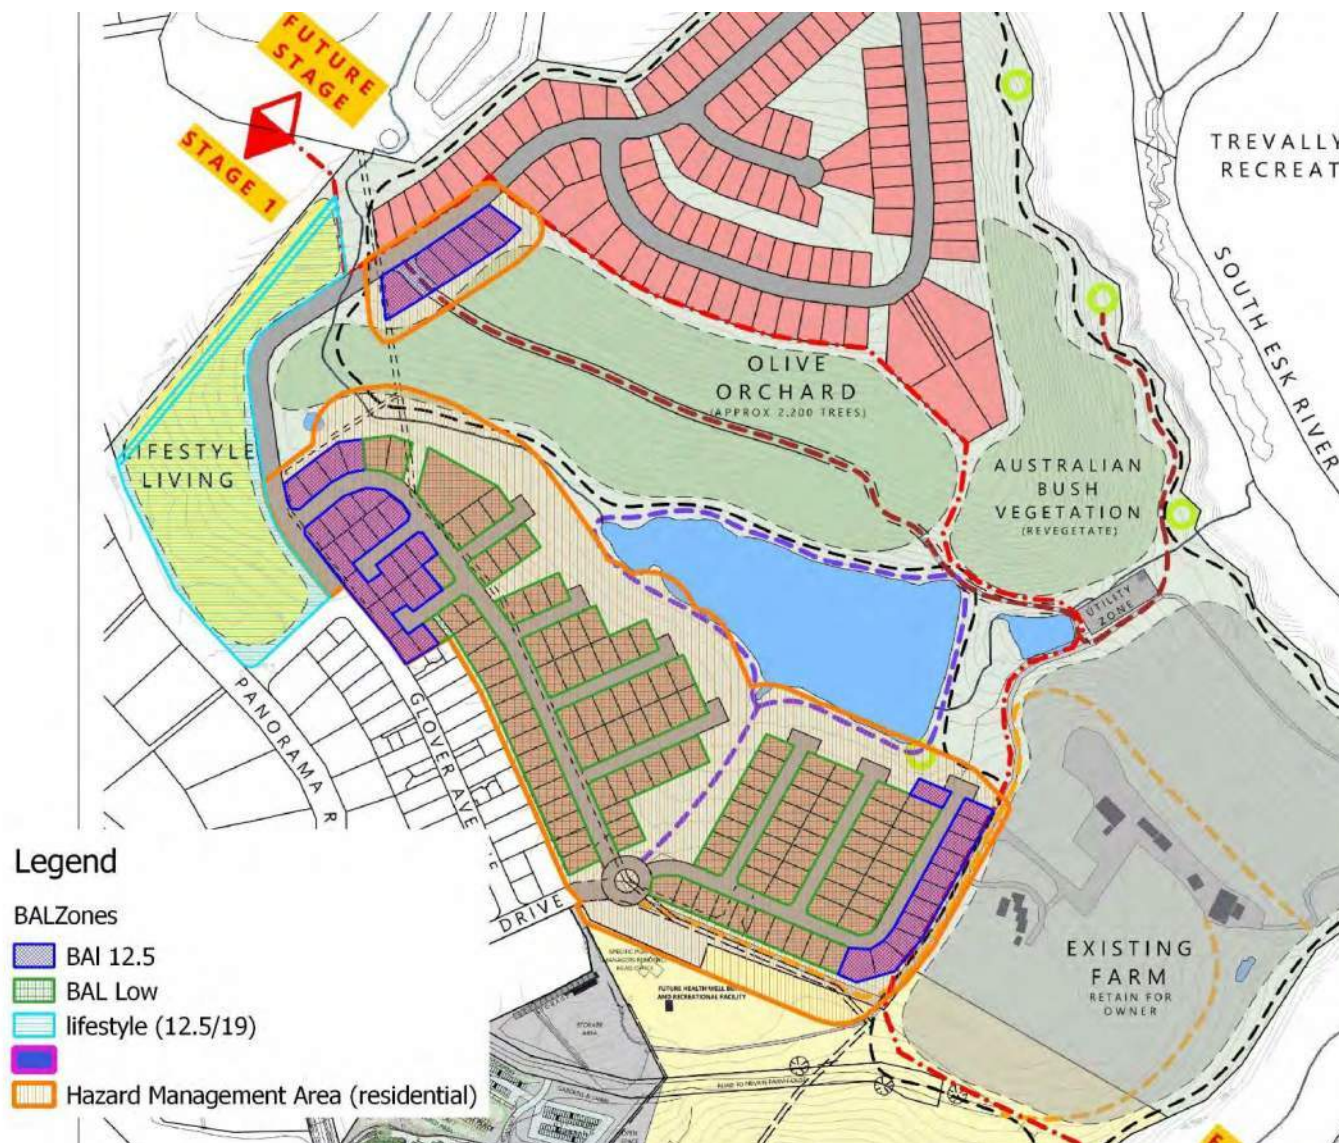 FUTURE
STAGE
STAGE 1
TREVALLY
RECREAT
SOUTH ESK RIVER
OLIVE
ORCHARD
(APPROX 2,200 TREES)
LIFESTYLE
LIVING
AUSTRALIAN
BUSH
VEGETATION
(REVEGETATE)
UTILITY
ZONE
PANORAMA R
GLOVER AVE
DRIVE
EXISTING
FARM
RETAIN FOR
OWNER
FUTURE HEALTH WELL BE
AND RECREATIONAL FACILITY
STORAGE
AREA
Legend
BALZones
BAl 12.5
BAL Low
lifestyle (12.5/19)
Hazard Management Area (residential)